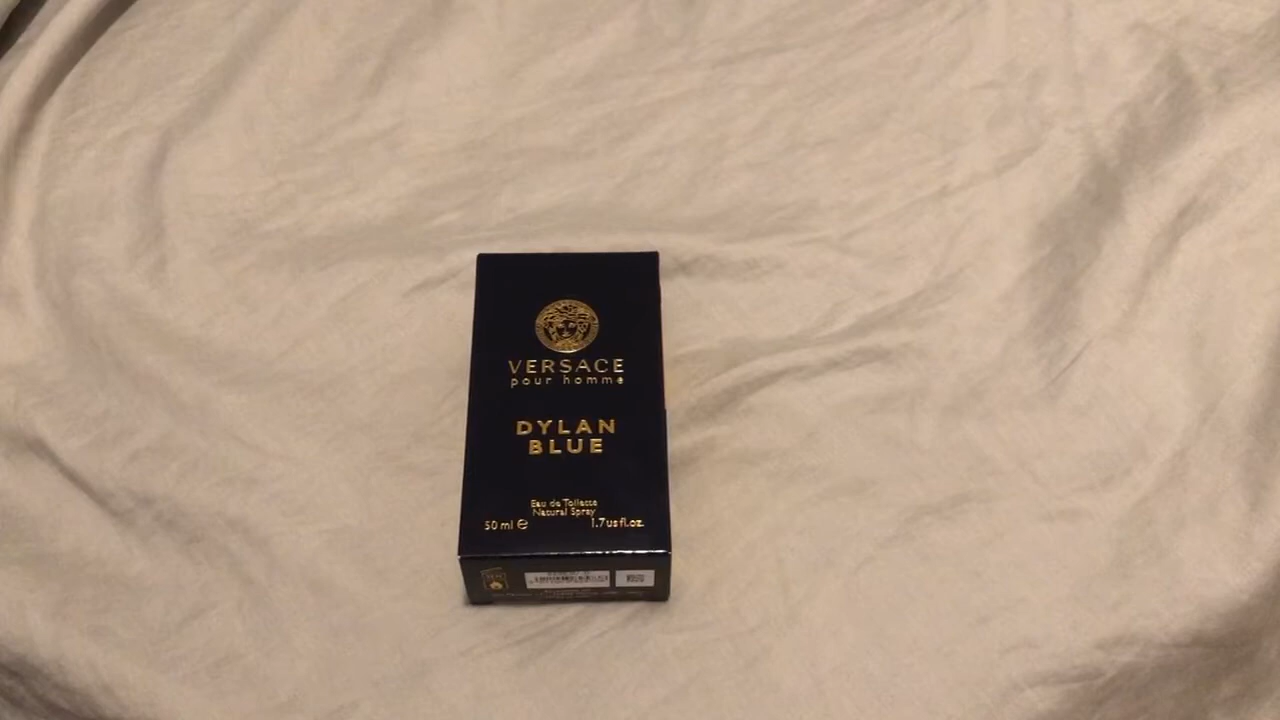 VERSACE
pour homme
DYLAN
BLUE
Eau de Toilette
Natural Spray
50 ml e 1.7 us fl.oz.